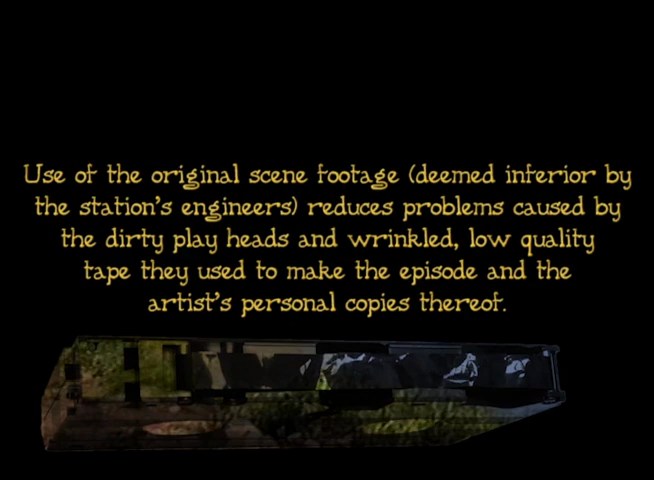 Use of the original scene footage (deemed inferior by
the station's engineers) reduces problems caused by
the dirty play heads and wrinkled, low quality
tape they used to make the episode and the
artist's personal copies thereof.